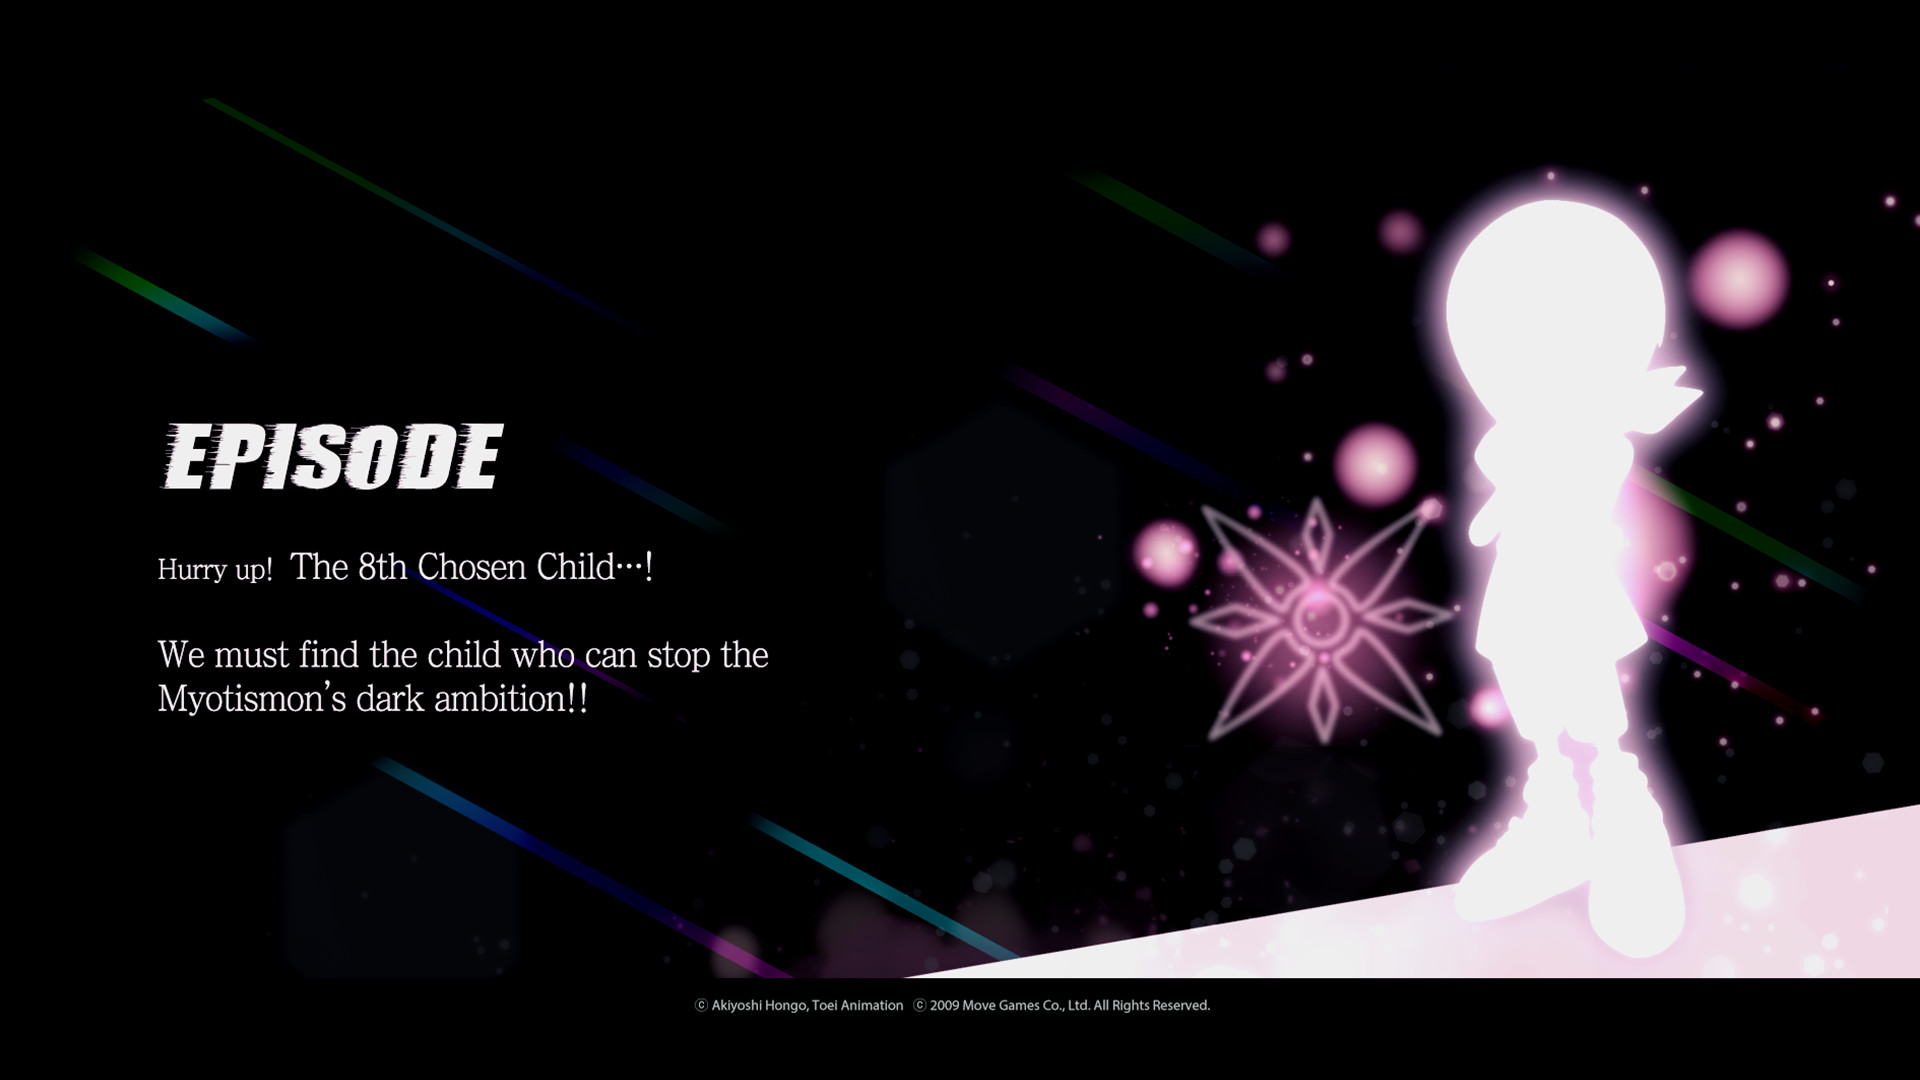 EPISODE
Hurry up! The 8th Chosen Child···!
We must find the child who can stop the
Myotismon's dark ambition!!
ⓒ Akiyoshi Hongo, Toei Animation ⓒ 2009 Move Games Co., Ltd. All Rights Reserved.